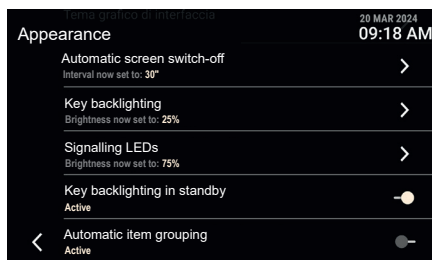 Tema grafico di interfaccia
20 MAR 2024
Appearance
09:18 AM
Automatic screen switch-off
Interval now set to: 30"
Key backlighting
Brightness now set to: 25%
Signalling LEDs
Brightness now set to: 75%
Key backlighting in standby
Active
Automatic item grouping
Active